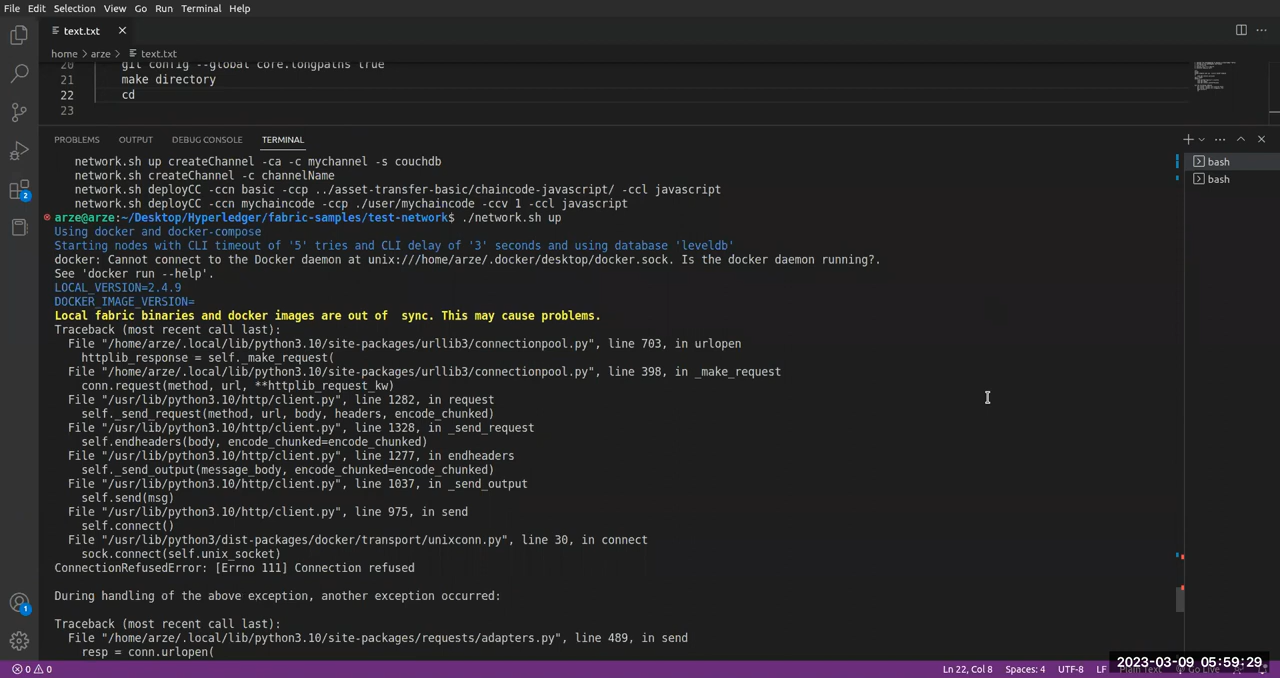 File Edit Selection View Go Run Terminal Help
text.txt
home > arze > text.txt
20 git config --global core.longpaths true
21 make directory
22 cd
23
PROBLEMS OUTPUT DEBUG CONSOLE TERMINAL
network.sh up createChannel -ca -c mychannel -s couchdb
network.sh createChannel -c channelName
network.sh deployCC -ccn basic -ccp ../asset-transfer-basic/chaincode-javascript/ -ccl javascript
network.sh deployCC -ccn mychaincode -ccp ./user/mychaincode -ccv 1 -ccl javascript
arze@arze:~/Desktop/Hyperledger/fabric-samples/test-network$ ./network.sh up
Using docker and docker-compose
Starting nodes with CLI timeout of '5' tries and CLI delay of '3' seconds and using database 'leveldb'
docker: Cannot connect to the Docker daemon at unix:///home/arze/.docker/desktop/docker.sock. Is the docker daemon running?.
See 'docker run --help'.
LOCAL_VERSION=2.4.9
DOCKER_IMAGE_VERSION=
Local fabric binaries and docker images are out of  sync. This may cause problems.
Traceback (most recent call last):
File "/home/arze/.local/lib/python3.10/site-packages/urllib3/connectionpool.py", line 703, in urlopen
httplib_response = self._make_request(
File "/home/arze/.local/lib/python3.10/site-packages/urllib3/connectionpool.py", line 398, in _make_request
conn.request(method, url, **httplib_request_kw)
File "/usr/lib/python3.10/http/client.py", line 1282, in request
self._send_request(method, url, body, headers, encode_chunked)
File "/usr/lib/python3.10/http/client.py", line 1328, in _send_request
self.endheaders(body, encode_chunked=encode_chunked)
File "/usr/lib/python3.10/http/client.py", line 1277, in endheaders
self._send_output(message_body, encode_chunked=encode_chunked)
File "/usr/lib/python3.10/http/client.py", line 1037, in _send_output
self.send(msg)
File "/usr/lib/python3.10/http/client.py", line 975, in send
self.connect()
File "/usr/lib/python3/dist-packages/docker/transport/unixconn.py", line 30, in connect
sock.connect(self.unix_socket)
ConnectionRefusedError: [Errno 111] Connection refused
During handling of the above exception, another exception occurred:
Traceback (most recent call last):
File "/home/arze/.local/lib/python3.10/site-packages/requests/adapters.py", line 489, in send
resp = conn.urlopen(
bash
bash
2
1
0 0
Ln 22, Col 8 Spaces: 4 UTF-8 LF
2023-03-09 05:59:29